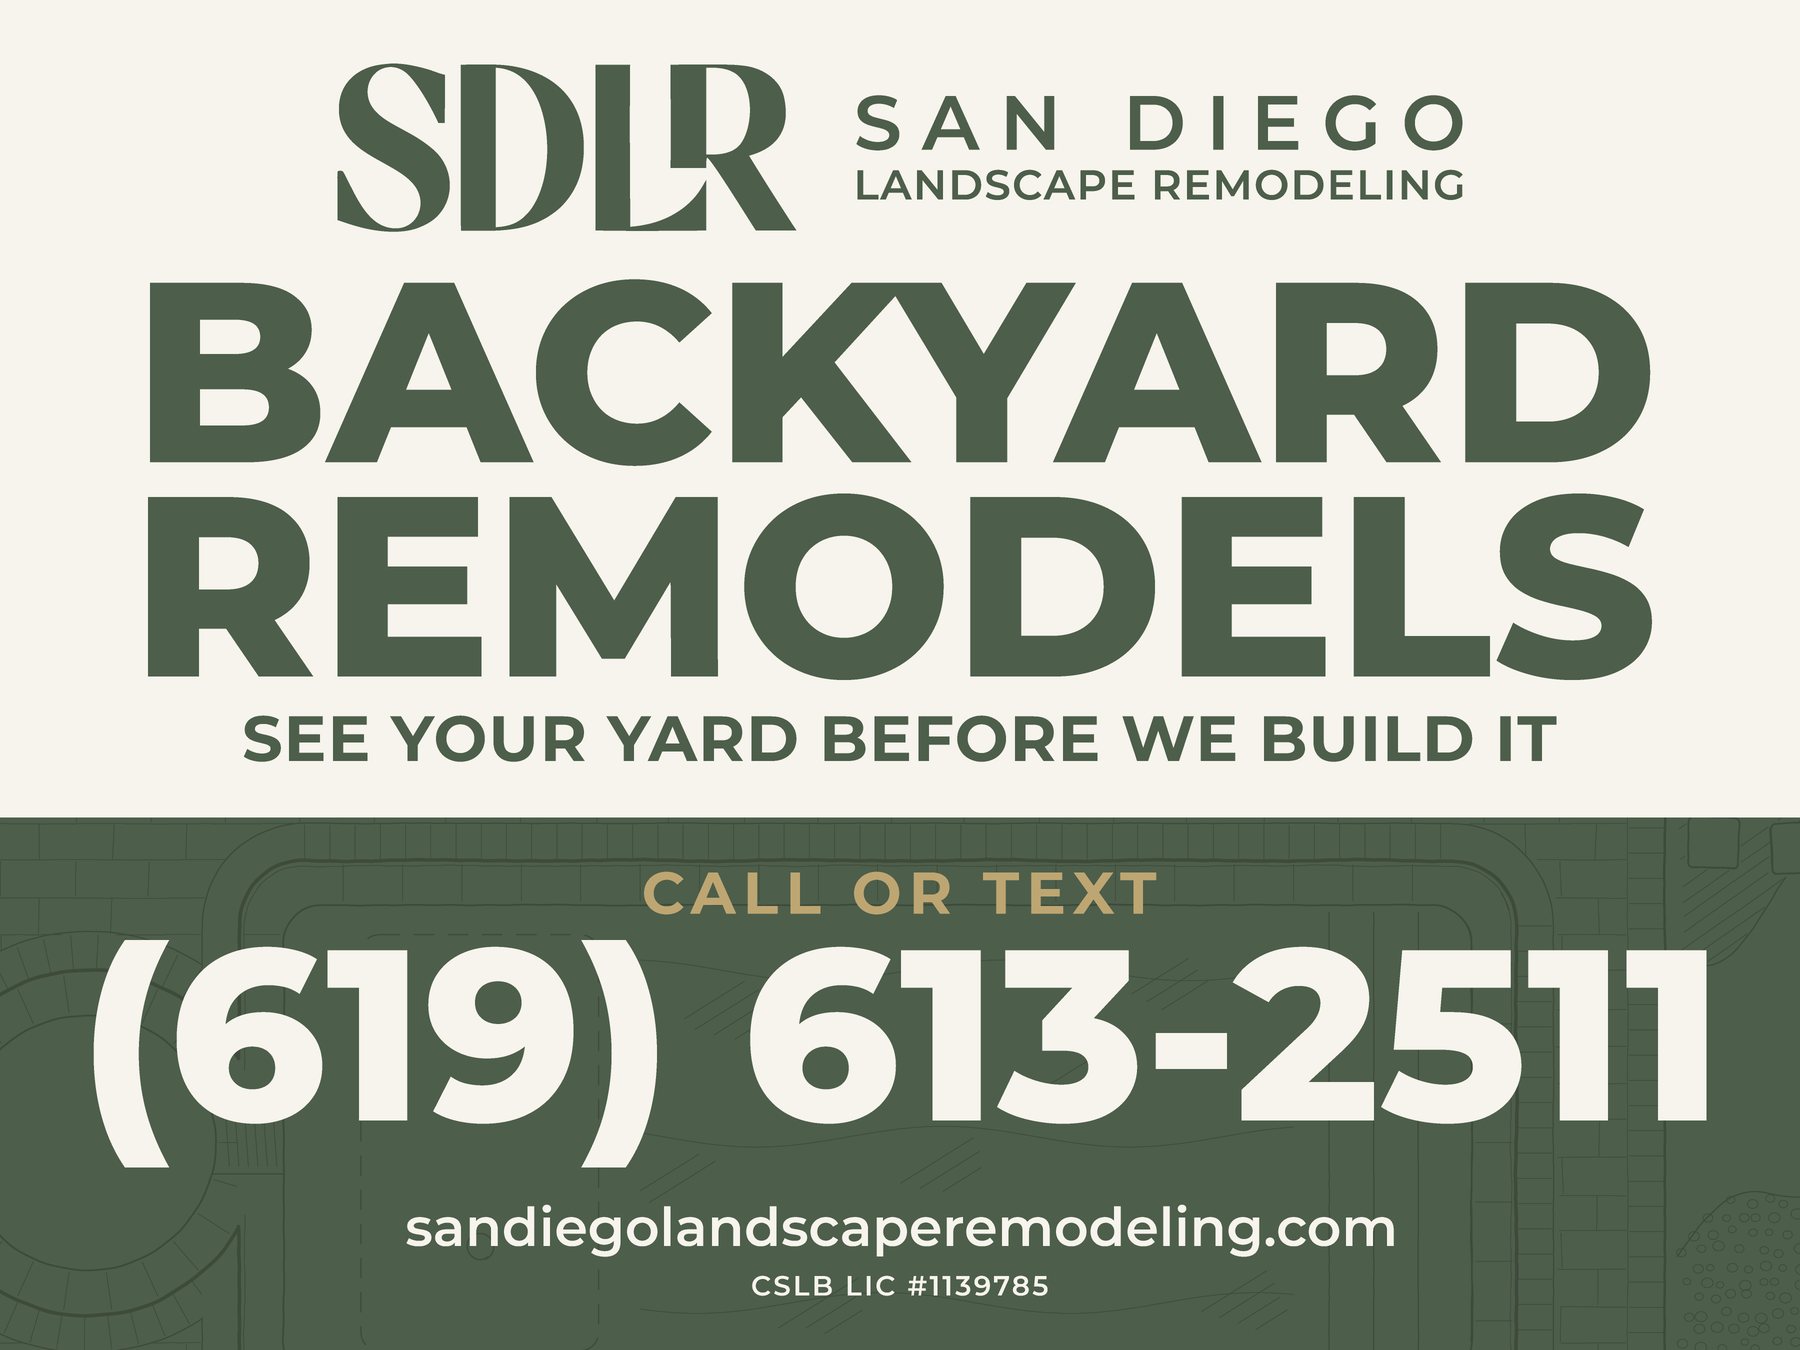 SDLR
SAN DIEGO
LANDSCAPE REMODELING
BACKYARD
REMODELS
SEE YOUR YARD BEFORE WE BUILD IT
CALL OR TEXT
(619) 613-2511
sandiegolandscaperemodeling.com
CSLB LIC #1139785